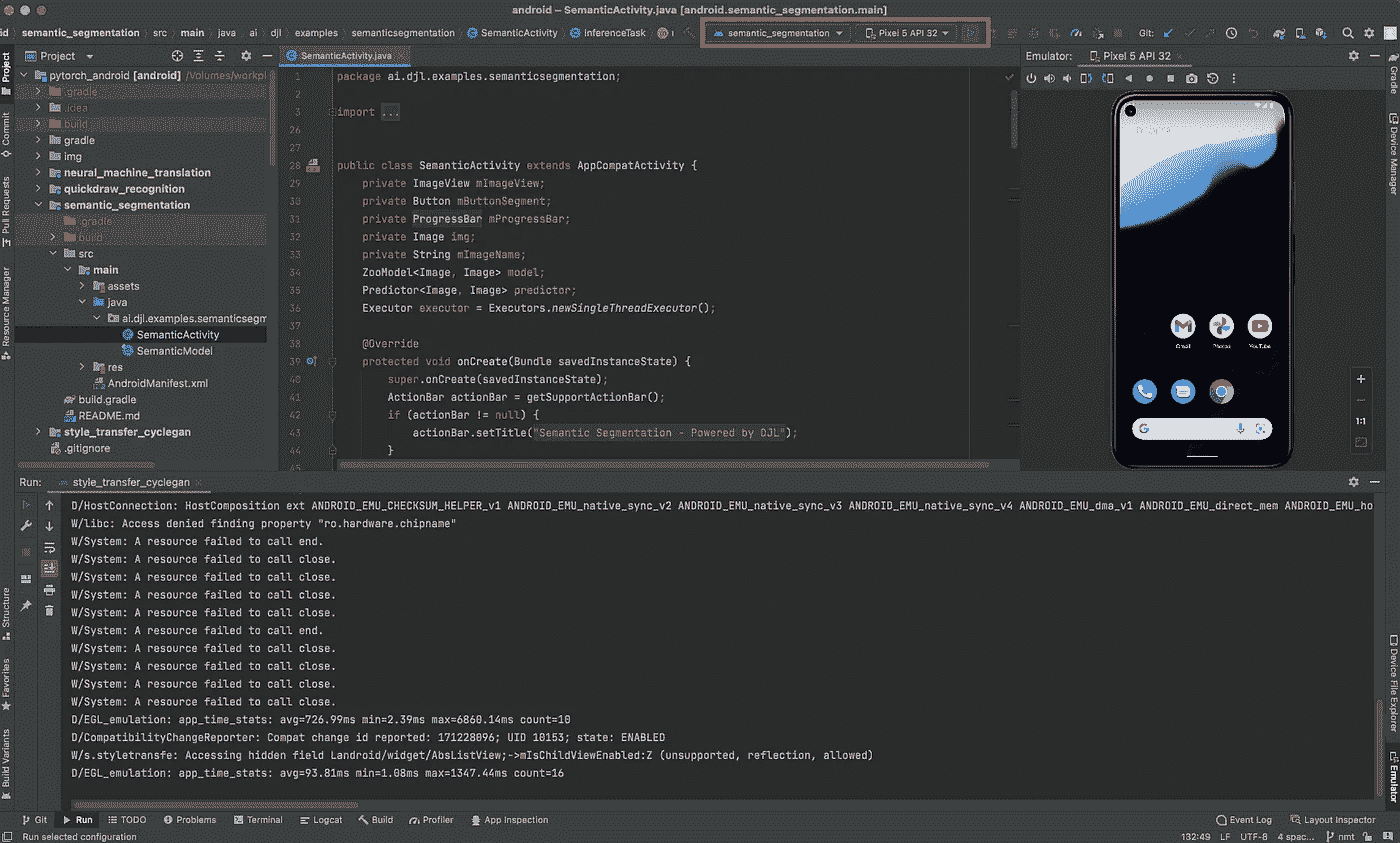 android – SemanticActivity.java [android.semantic_segmentation.main]
semantic_segmentation src main java ai djl examples semanticsegmentation SemanticActivity InferenceTask
semantic_segmentation Pixel 5 API 32 Git:
Project
SemanticActivity.java
Emulator: Pixel 5 API 32
pytorch_android [android] /Volumes/workpl
.gradle
.idea
build
gradle
img
neural_machine_translation
quickdraw_recognition
semantic_segmentation
.gradle
build
src
main
assets
java
ai.djl.examples.semanticsegm
SemanticActivity
SemanticModel
res
AndroidManifest.xml
build.gradle
README.md
style_transfer_cyclegan
.gitignore
1 package ai.djl.examples.semanticsegmentation;
2
3 import ...
26
27
28 public class SemanticActivity extends AppCompatActivity {
29 private ImageView mImageView;
30 private Button mButtonSegment;
31 private ProgressBar mProgressBar;
32 private Image img;
33 private String mImageName;
34 ZooModel<Image, Image> model;
35 Predictor<Image, Image> predictor;
36 Executor executor = Executors.newSingleThreadExecutor();
37
38 @Override
39 protected void onCreate(Bundle savedInstanceState) {
40 super.onCreate(savedInstanceState);
41 ActionBar actionBar = getSupportActionBar();
42 if (actionBar != null) {
43 actionBar.setTitle("Semantic Segmentation - Powered by DJL");
44 }
45
Gmail Photos YouTube
1:1
Project
Commit
Pull Requests
Resource Manager
Structure
Favorites
Build Variants
Gradle
Device Manager
Device File Explorer
Emulator
Run: style_transfer_cyclegan
D/HostConnection: HostComposition ext ANDROID_EMU_CHECKSUM_HELPER_v1 ANDROID_EMU_native_sync_v2 ANDROID_EMU_native_sync_v3 ANDROID_EMU_native_sync_v4 ANDROID_EMU_dma_v1 ANDROID_EMU_direct_mem ANDROID_EMU_ho
W/libc: Access denied finding property "ro.hardware.chipname"
W/System: A resource failed to call end.
W/System: A resource failed to call close.
W/System: A resource failed to call close.
W/System: A resource failed to call close.
W/System: A resource failed to call close.
W/System: A resource failed to call end.
W/System: A resource failed to call close.
W/System: A resource failed to call close.
W/System: A resource failed to call close.
W/System: A resource failed to call close.
D/EGL_emulation: app_time_stats: avg=726.99ms min=2.39ms max=6860.14ms count=10
D/CompatibilityChangeReporter: Compat change id reported: 171228096; UID 10153; state: ENABLED
W/s.styletransfe: Accessing hidden field Landroid/widget/AbsListView;->mIsChildViewEnabled:Z (unsupported, reflection, allowed)
D/EGL_emulation: app_time_stats: avg=93.81ms min=1.08ms max=1347.44ms count=16
Git Run TODO Problems Terminal Logcat Build Profiler App Inspection Event Log Layout Inspector
Run selected configuration 132:49 LF UTF-8 4 spac... nmt